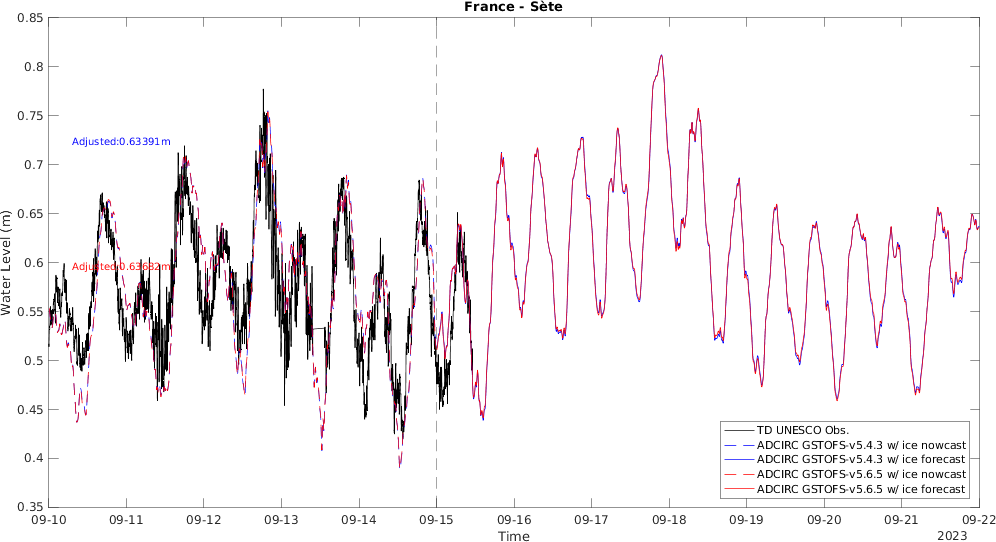 France - Sète
0.85
0.8
0.75
0.7
0.65
0.6
0.55
0.5
0.45
0.4
0.35
Water Level (m)
Adjusted:0.63391m
Adjusted:0.63632m
TD UNESCO Obs.
ADCIRC GSTOFS-v5.4.3 w/ ice nowcast
ADCIRC GSTOFS-v5.4.3 w/ ice forecast
ADCIRC GSTOFS-v5.6.5 w/ ice nowcast
ADCIRC GSTOFS-v5.6.5 w/ ice forecast
09-10 09-11 09-12 09-13 09-14 09-15 09-16 09-17 09-18 09-19 09-20 09-21 09-22
Time
2023